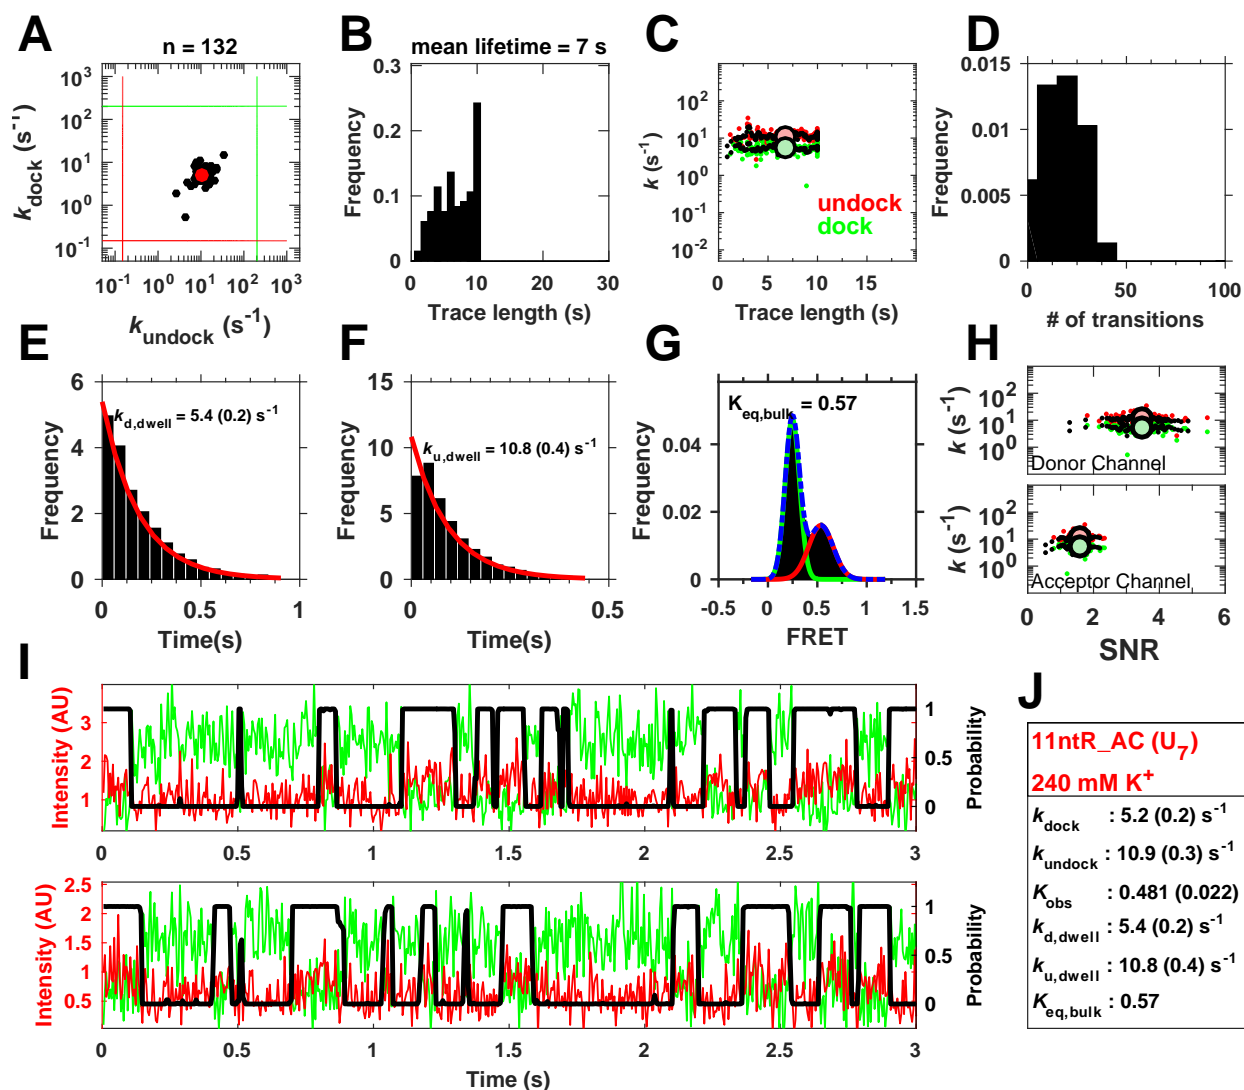 A
n = 132
k_dock (s⁻¹)
10³
10²
10¹
10⁰
10⁻¹
10⁻¹ 10⁰ 10¹ 10² 10³
k_undock (s⁻¹)
B
mean lifetime = 7 s
Frequency
0.3
0.2
0.1
0
0 10 20 30
Trace length (s)
C
k (s⁻¹)
10²
10⁰
10⁻²
undock
dock
0 5 10 15
Trace length (s)
D
Frequency
0.015
0.01
0.005
0
0 50 100
# of transitions
E
Frequency
6
4
2
0
k_d,dwell = 5.4 (0.2) s⁻¹
0 0.5 1
Time(s)
F
Frequency
15
10
5
0
k_u,dwell = 10.8 (0.4) s⁻¹
0 0.5
Time(s)
G
K_eq,bulk = 0.57
Frequency
0.04
0.02
0
-0.5 0 0.5 1 1.5
FRET
H
k (s⁻¹)
10²
10⁰
Donor Channel
k (s⁻¹)
10²
10⁰
Acceptor Channel
0 2 4 6
SNR
I
Intensity (AU)
3
2
1
1
0.5
0
Probability
0 0.5 1 1.5 2 2.5 3
Intensity (AU)
2.5
2
1.5
1
0.5
1
0.5
0
Probability
0 0.5 1 1.5 2 2.5 3
Time (s)
J
11ntR_AC (U₇)
240 mM K⁺
k_dock : 5.2 (0.2) s⁻¹
k_undock : 10.9 (0.3) s⁻¹
K_obs : 0.481 (0.022)
k_d,dwell : 5.4 (0.2) s⁻¹
k_u,dwell : 10.8 (0.4) s⁻¹
K_eq,bulk : 0.57